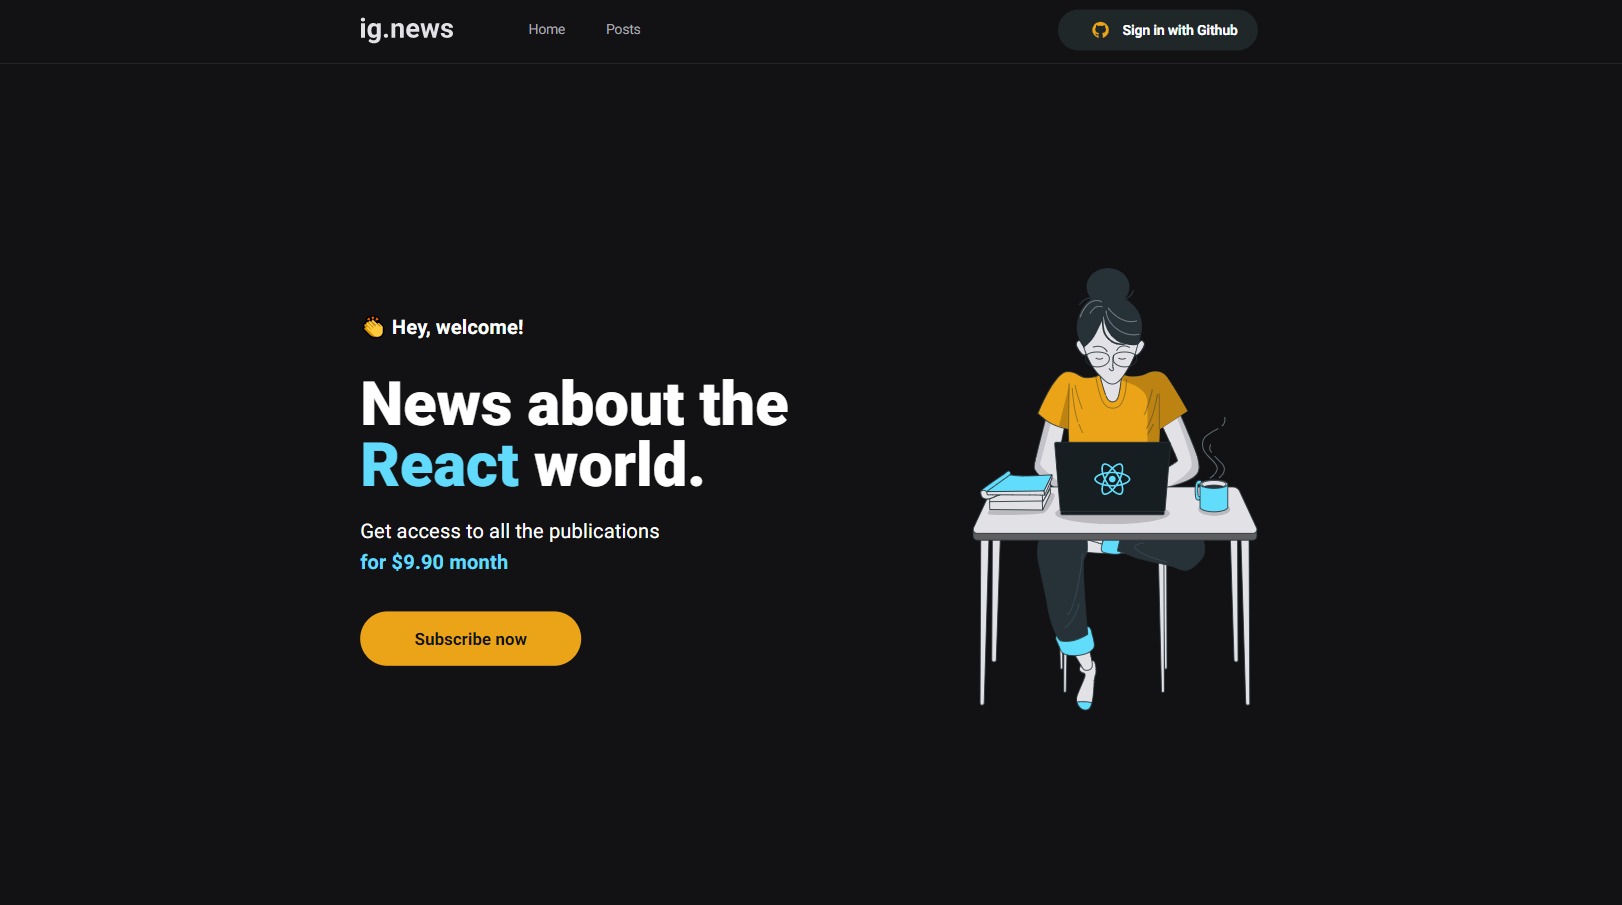 ig.news
Home
Posts
Sign in with Github
👏 Hey, welcome!
News about the
React world.
Get access to all the publications
for $9.90 month
Subscribe now